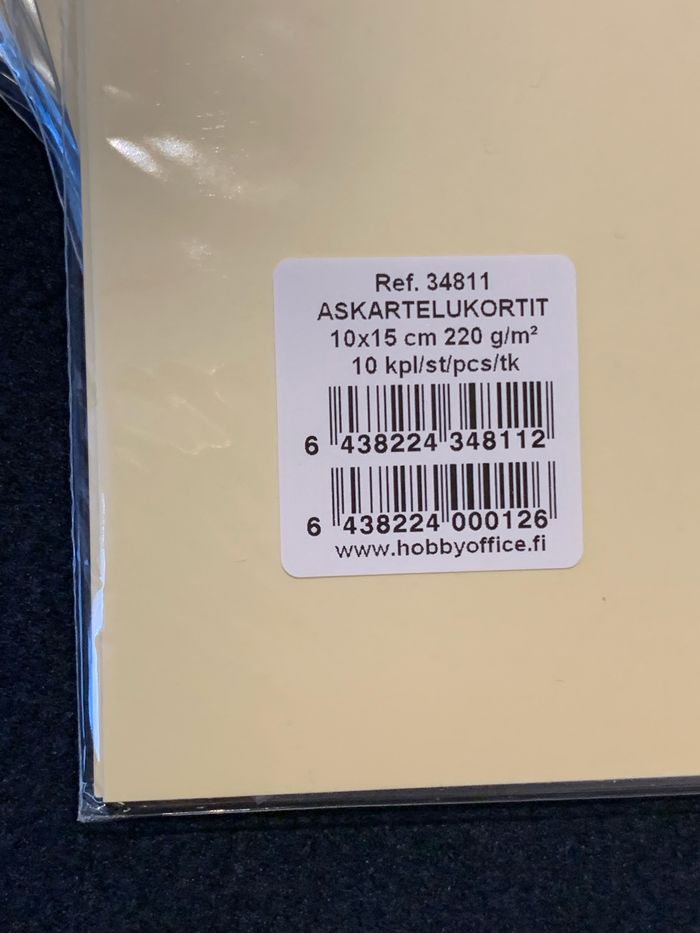 Ref. 34811
ASKARTELUKORTIT
10x15 cm 220 g/m²
10 kpl/st/pcs/tk
6 438224 348112
6 438224 000126
www.hobbyoffice.fi